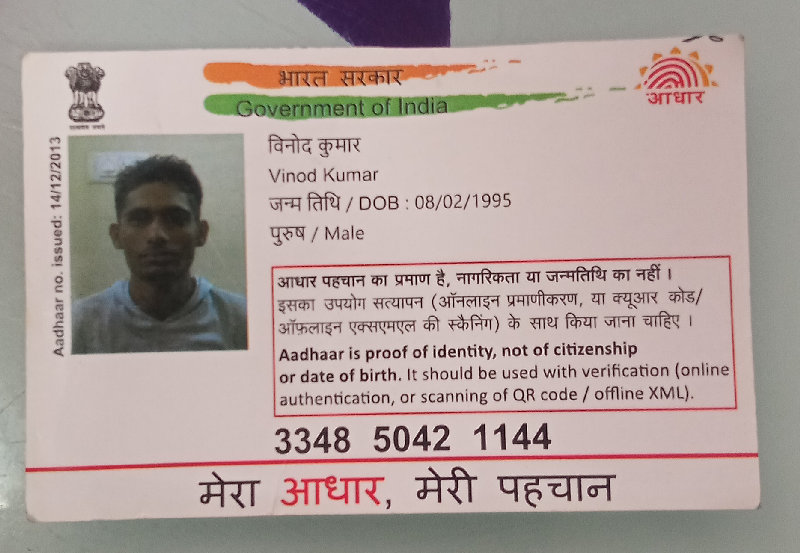 भारत सरकार
Government of India
आधार
Aadhaar no. issued: 14/12/2013
विनोद कुमार
Vinod Kumar
जन्म तिथि / DOB : 08/02/1995
पुरुष / Male
आधार पहचान का प्रमाण है, नागरिकता या जन्मतिथि का नहीं ।
इसका उपयोग सत्यापन (ऑनलाइन प्रमाणीकरण, या क्यूआर कोड/
ऑफ़लाइन एक्सएमएल की स्कैनिंग) के साथ किया जाना चाहिए ।
Aadhaar is proof of identity, not of citizenship
or date of birth. It should be used with verification (online
authentication, or scanning of QR code / offline XML).
3348 5042 1144
मेरा आधार, मेरी पहचान